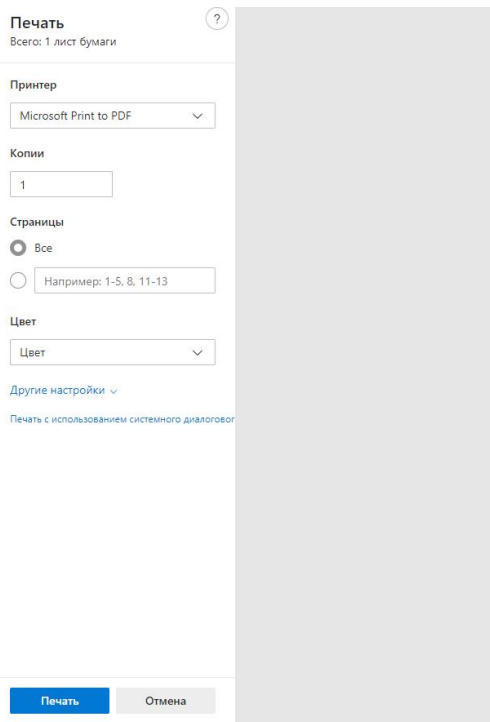 Печать
?
Всего: 1 лист бумаги
Принтер
Microsoft Print to PDF
Копии
1
Страницы
Все
Например: 1-5, 8, 11-13
Цвет
Цвет
Другие настройки
Печать с использованием системного диалоговог
Печать
Отмена